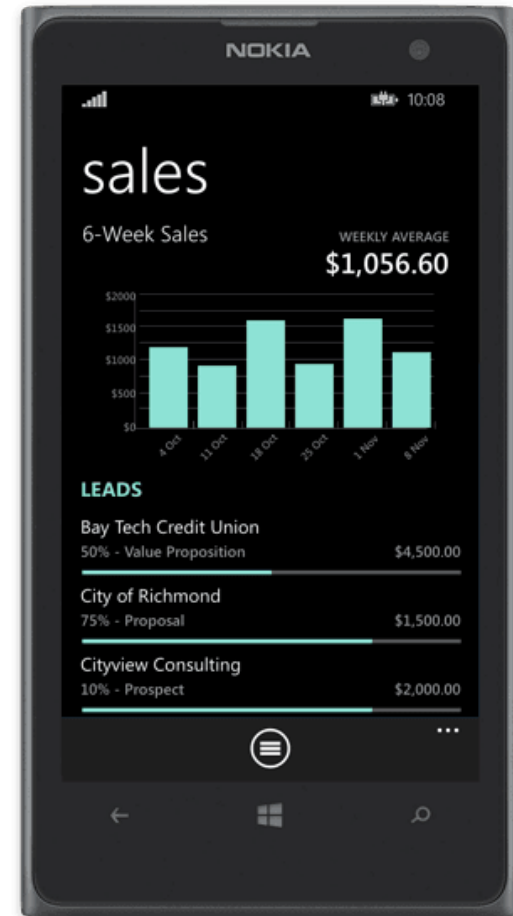 NOKIA
10:08
sales
6-Week Sales
WEEKLY AVERAGE
$1,056.60
$2000
$1500
$1000
$500
$0
4 Oct 11 Oct 18 Oct 25 Oct 1 Nov 8 Nov
LEADS
Bay Tech Credit Union
50% - Value Proposition $4,500.00
City of Richmond
75% - Proposal $1,500.00
Cityview Consulting
10% - Prospect $2,000.00